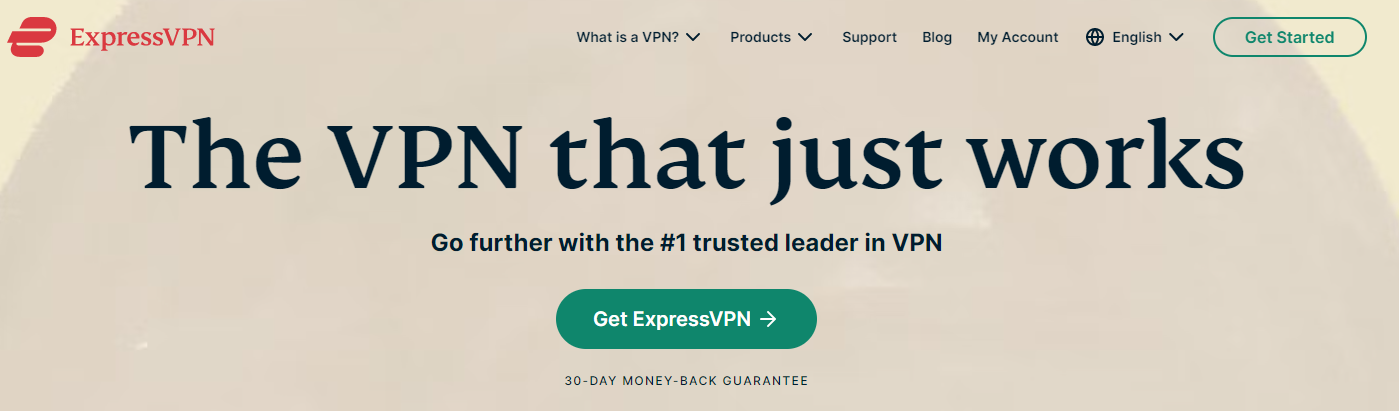 ExpressVPN What is a VPN? Products Support Blog My Account English Get Started
The VPN that just works
Go further with the #1 trusted leader in VPN
Get ExpressVPN →
30-DAY MONEY-BACK GUARANTEE